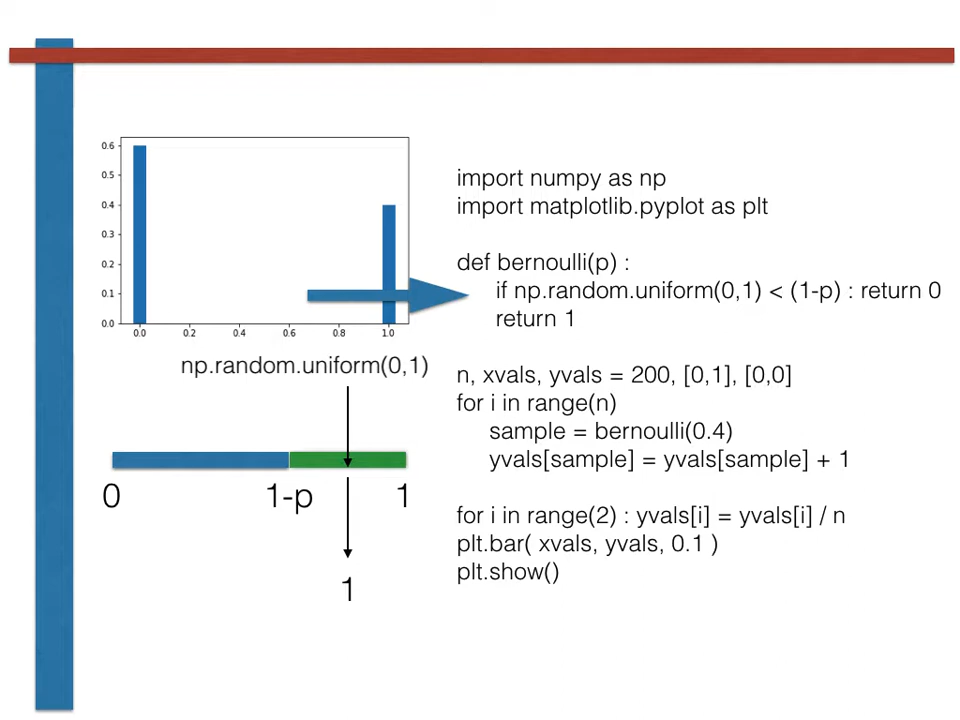 0.6
0.5
0.4
0.3
0.2
0.1
0.0
0.0 0.2 0.4 0.6 0.8 1.0
np.random.uniform(0,1)
0 1-p 1
1
import numpy as np
import matplotlib.pyplot as plt
def bernoulli(p) :
if np.random.uniform(0,1) < (1-p) : return 0
return 1
n, xvals, yvals = 200, [0,1], [0,0]
for i in range(n)
sample = bernoulli(0.4)
yvals[sample] = yvals[sample] + 1
for i in range(2) : yvals[i] = yvals[i] / n
plt.bar( xvals, yvals, 0.1 )
plt.show()